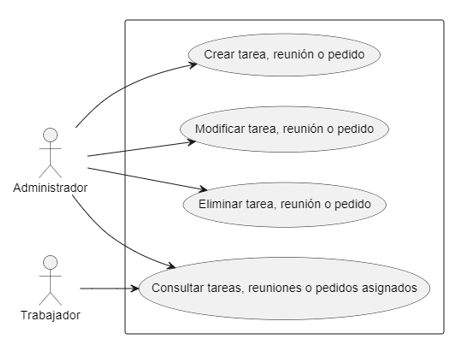 Crear tarea, reunión o pedido
Modificar tarea, reunión o pedido
Administrador
Eliminar tarea, reunión o pedido
Consultar tareas, reuniones o pedidos asignados
Trabajador